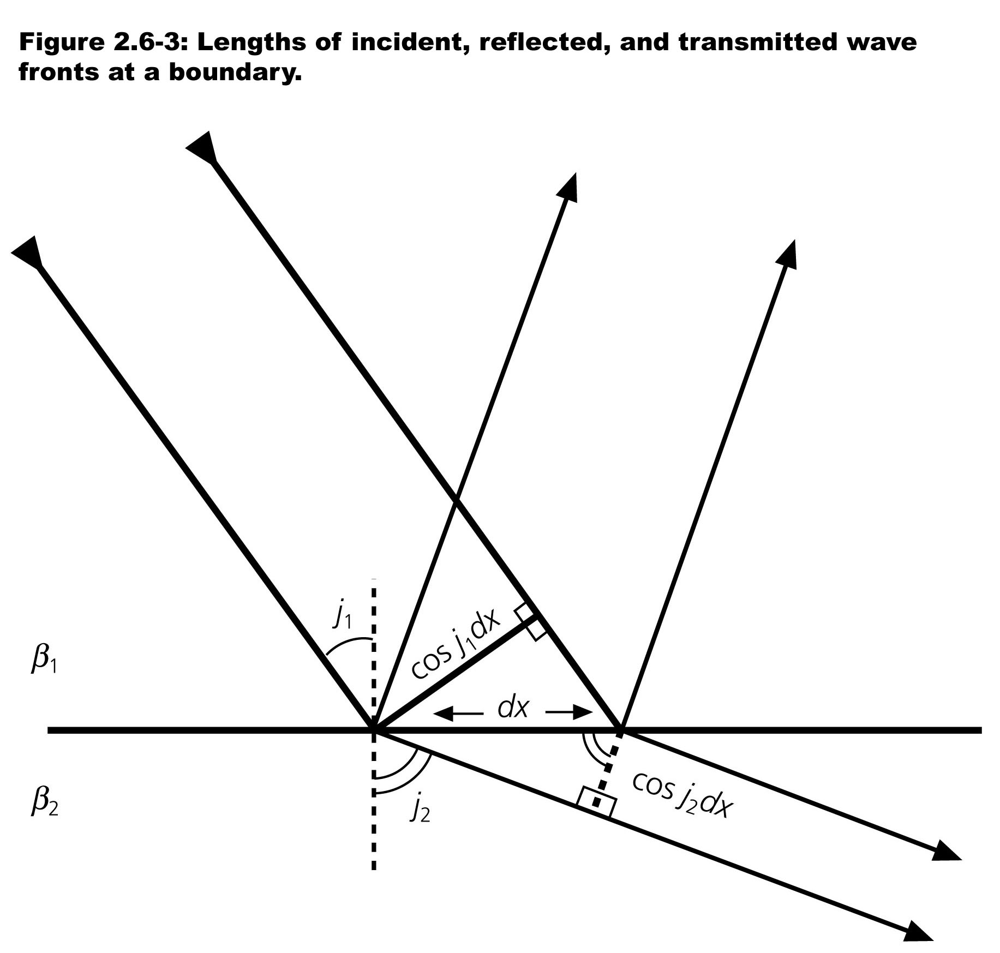 Figure 2.6-3: Lengths of incident, reflected, and transmitted wave
fronts at a boundary.
j₁
cos j₁dx
β₁
dx
β₂
j₂
cos j₂dx